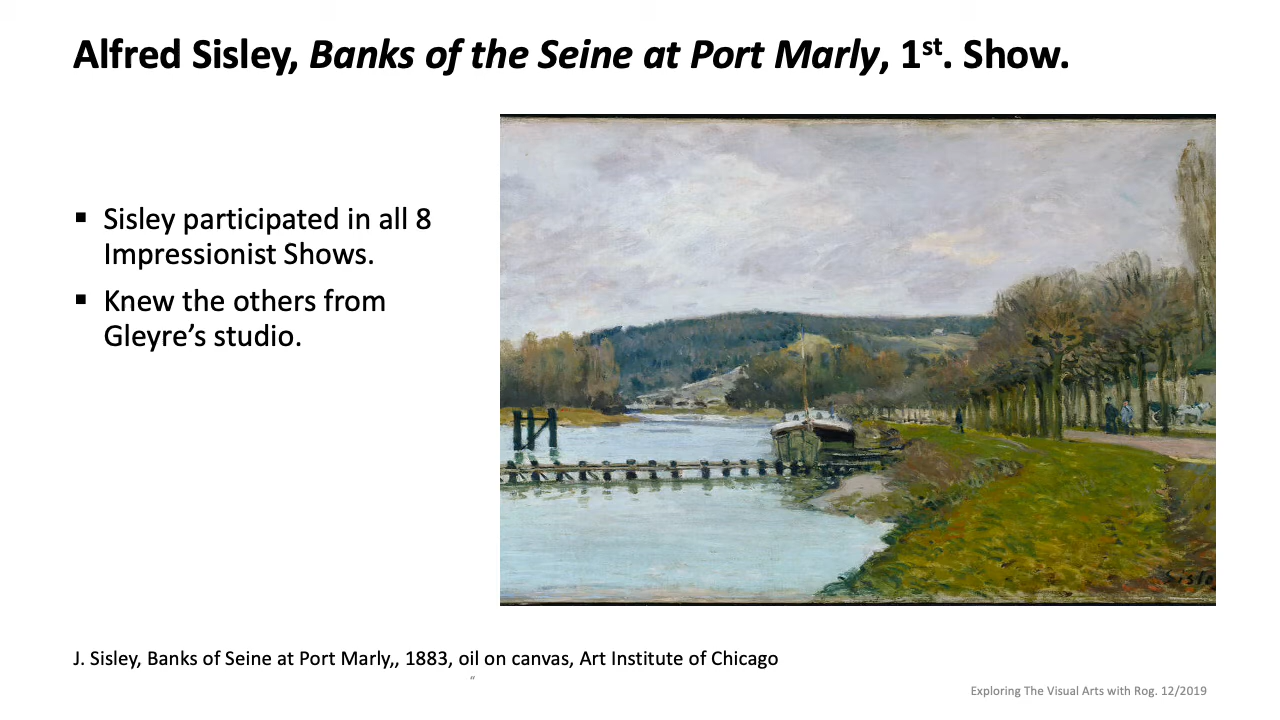 Alfred Sisley, Banks of the Seine at Port Marly, 1st. Show.
▪ Sisley participated in all 8
Impressionist Shows.
▪ Knew the others from
Gleyre’s studio.
Sisle
J. Sisley, Banks of Seine at Port Marly,, 1883, oil on canvas, Art Institute of Chicago
“
Exploring The Visual Arts with Rog. 12/2019